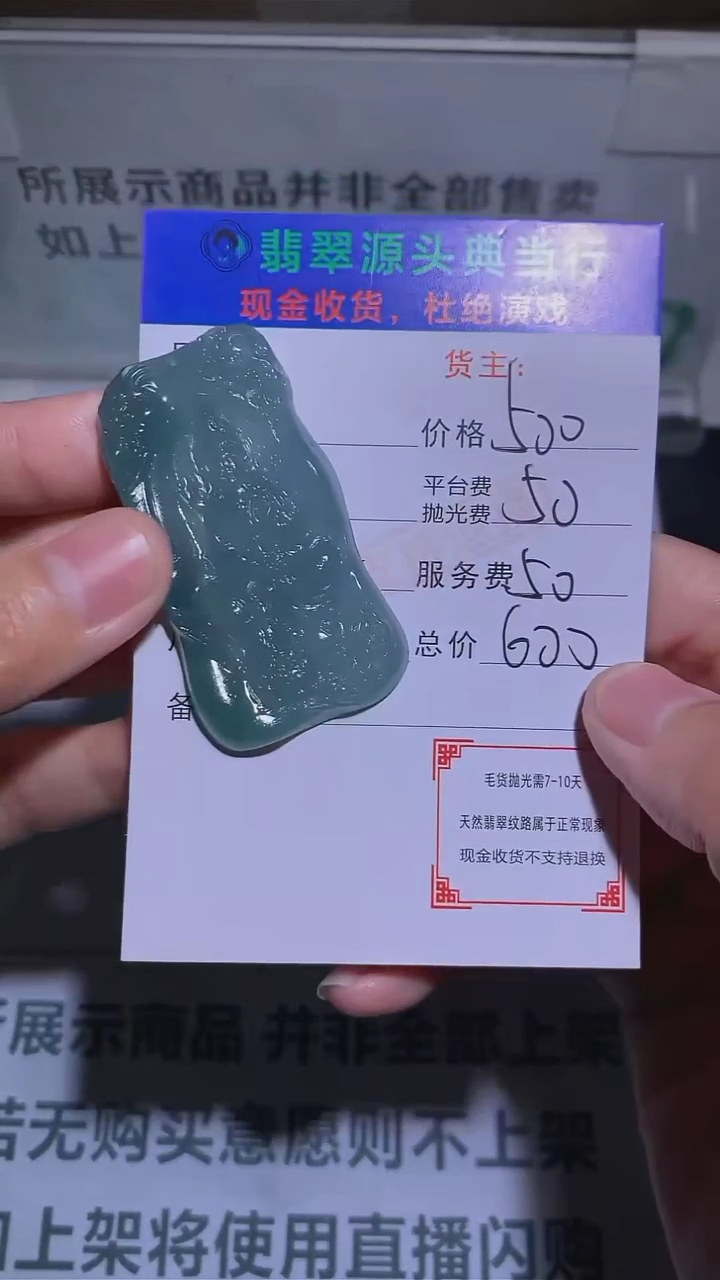 所展示商品并非全部售卖
如上
翡翠源头典当行
现金收货，杜绝演戏
货主：
价格 500
平台费
抛光费 50
服务费 50
总价 600
备
毛货抛光需7-10天
天然翡翠纹路属于正常现象
现金收货不支持退换
所展示商品 并非全部上架
若无购买意愿则不上架
如上架将使用直播闪购